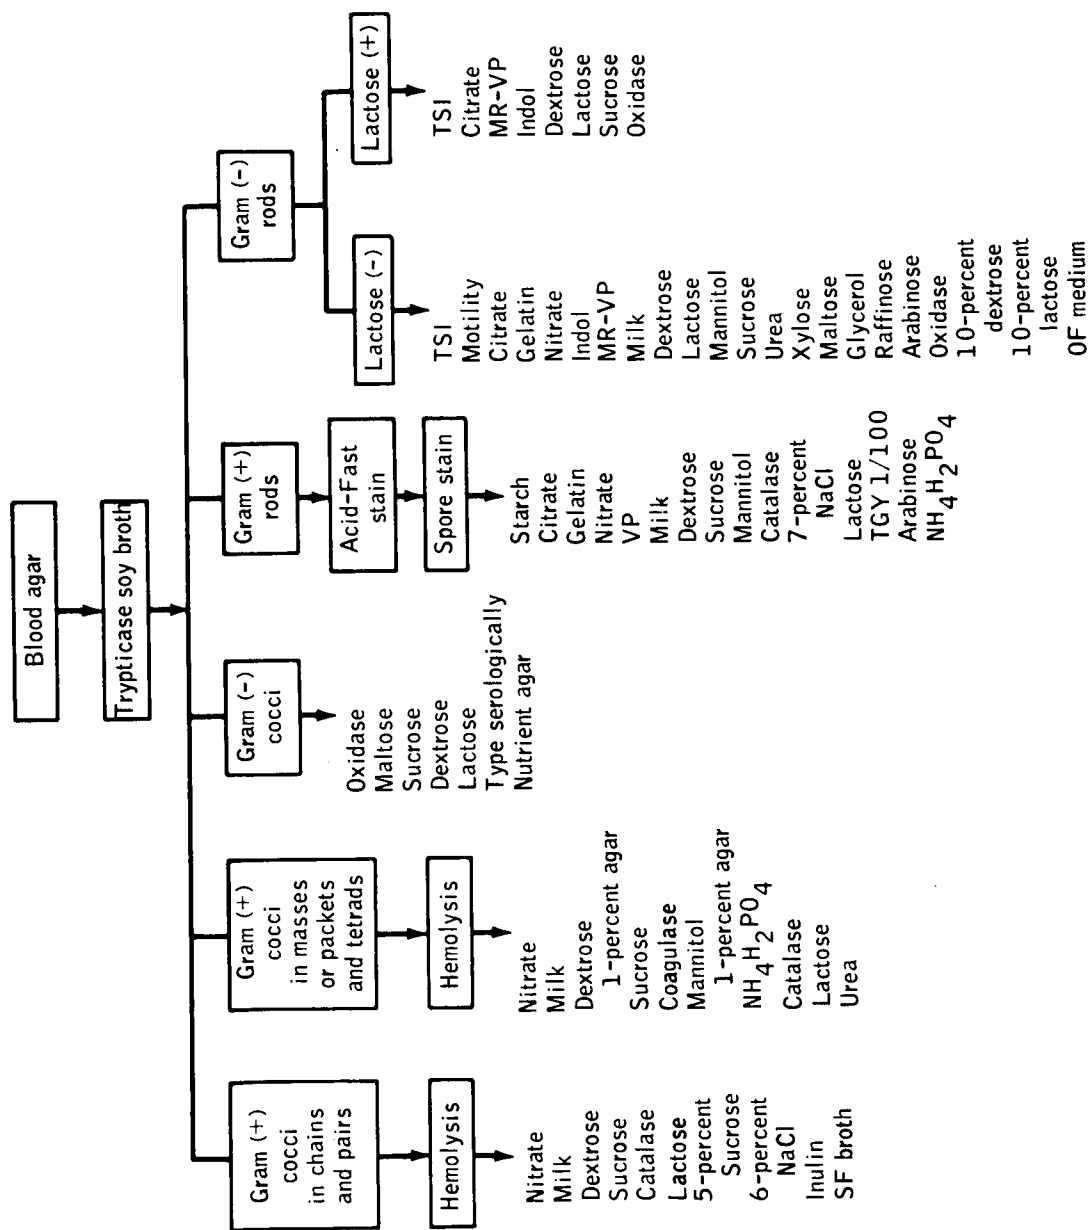 Blood agar
Trypticase soy broth
Gram (+)
cocci
in chains
and pairs
Hemolysis
Nitrate
Milk
Dextrose
Sucrose
Catalase
Lactose
5-percent
Sucrose
6-percent
NaCl
Inulin
SF broth
Gram (+)
cocci
in masses
or packets
and tetrads
Hemolysis
Nitrate
Milk
Dextrose
1-percent agar
Sucrose
Coagulase
Mannitol
1-percent agar
NH4H2PO4
Catalase
Lactose
Urea
Gram (-)
cocci
Oxidase
Maltose
Sucrose
Dextrose
Lactose
Type serologically
Nutrient agar
Gram (+)
rods
Acid-Fast
stain
Spore stain
Starch
Citrate
Gelatin
Nitrate
VP
Milk
Dextrose
Sucrose
Mannitol
Catalase
7-percent
NaCl
Lactose
TGY 1/100
Arabinose
NH4H2PO4
Gram (-)
rods
Lactose (-)
TSI
Motility
Citrate
Gelatin
Nitrate
Indol
MR-VP
Milk
Dextrose
Lactose
Mannitol
Sucrose
Urea
Xylose
Maltose
Glycerol
Raffinose
Arabinose
Oxidase
10-percent
dextrose
10-percent
lactose
OF medium
Lactose (+)
TSI
Citrate
MR-VP
Indol
Dextrose
Lactose
Sucrose
Oxidase